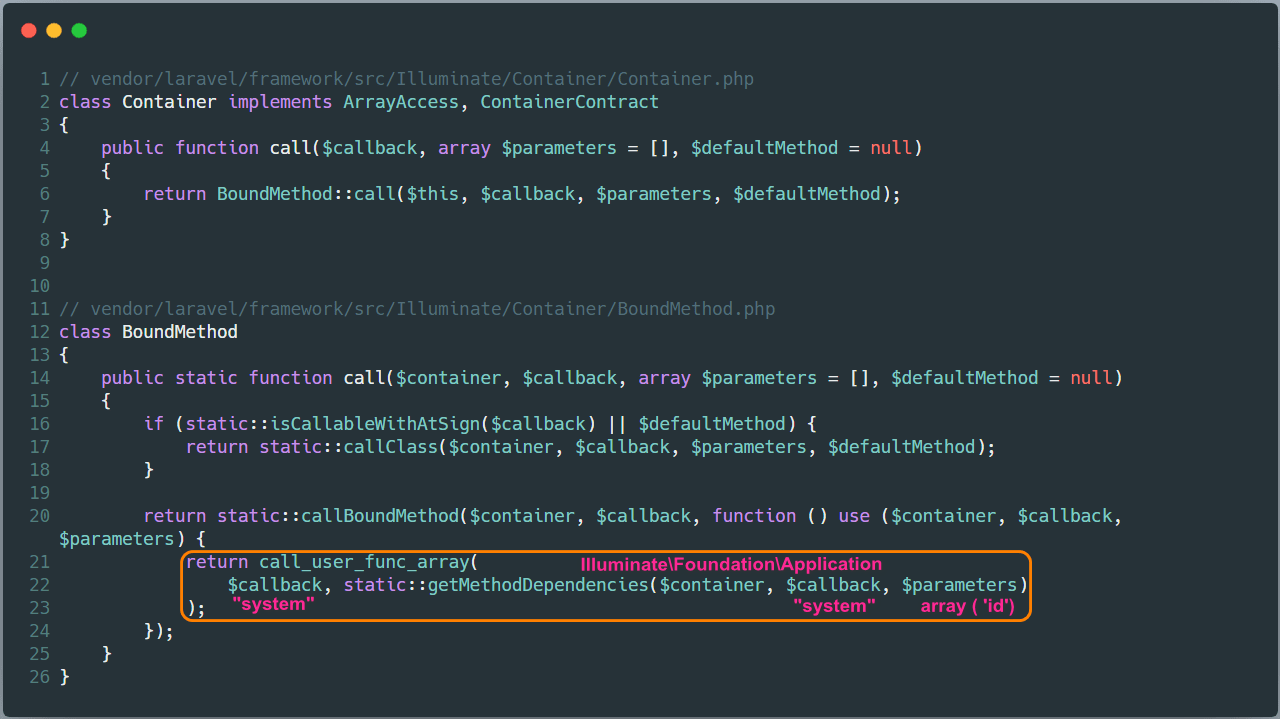 1 // vendor/laravel/framework/src/Illuminate/Container/Container.php
2 class Container implements ArrayAccess, ContainerContract
3 {
4     public function call($callback, array $parameters = [], $defaultMethod = null)
5     {
6         return BoundMethod::call($this, $callback, $parameters, $defaultMethod);
7     }
8 }
9
10
11 // vendor/laravel/framework/src/Illuminate/Container/BoundMethod.php
12 class BoundMethod
13 {
14     public static function call($container, $callback, array $parameters = [], $defaultMethod = null)
15     {
16         if (static::isCallableWithAtSign($callback) || $defaultMethod) {
17             return static::callClass($container, $callback, $parameters, $defaultMethod);
18         }
19
20         return static::callBoundMethod($container, $callback, function () use ($container, $callback,
$parameters) {
21             return call_user_func_array( Illuminate\Foundation\Application
22                 $callback, static::getMethodDependencies($container, $callback, $parameters)
23             ); "system" "system" array ( 'id')
24         });
25     }
26 }